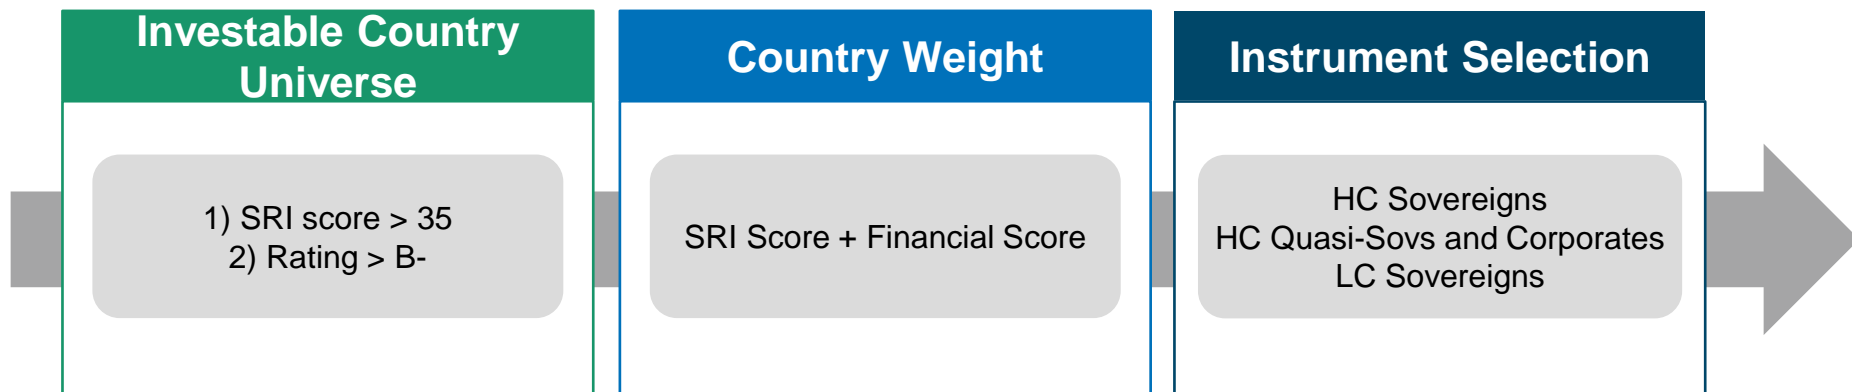 Investable Country
Universe
1) SRI score > 35
2) Rating > B-
Country Weight
SRI Score + Financial Score
Instrument Selection
HC Sovereigns
HC Quasi-Sovs and Corporates
LC Sovereigns